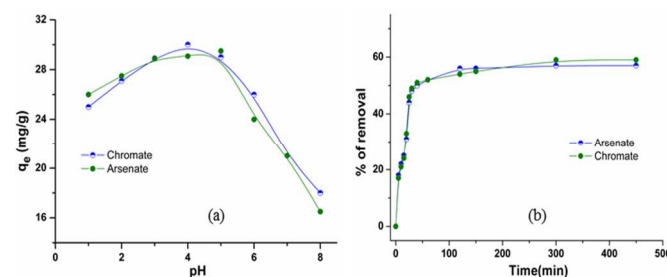 32
28
24
20
16
0
2
4
6
8
qe (mg/g)
pH
Chromate
Arsenate
(a)
60
40
20
0
0
100
200
300
400
500
% of removal
Time(min)
Arsenate
Chromate
(b)